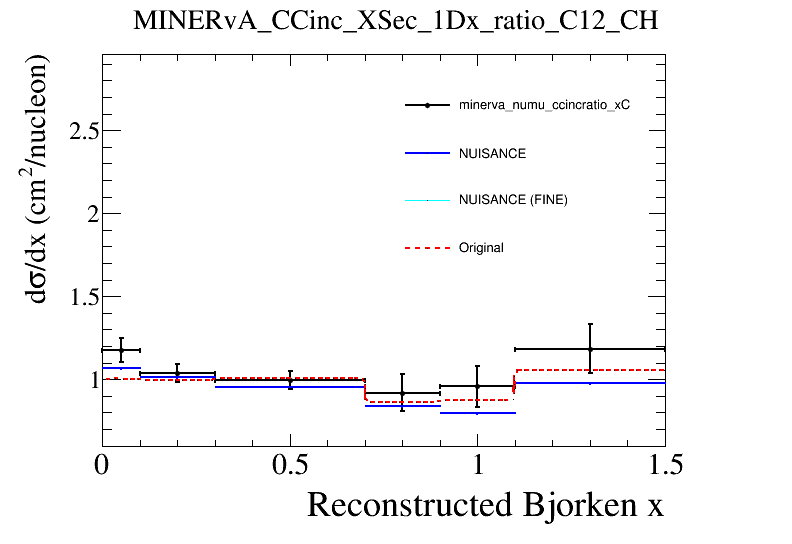 MINERvA_CCinc_XSec_1Dx_ratio_C12_CH
dσ/dx (cm²/nucleon)
minerva_numu_ccincratio_xC
NUISANCE
NUISANCE (FINE)
Original
2.5
2
1.5
1
0
0.5
1
1.5
Reconstructed Bjorken x